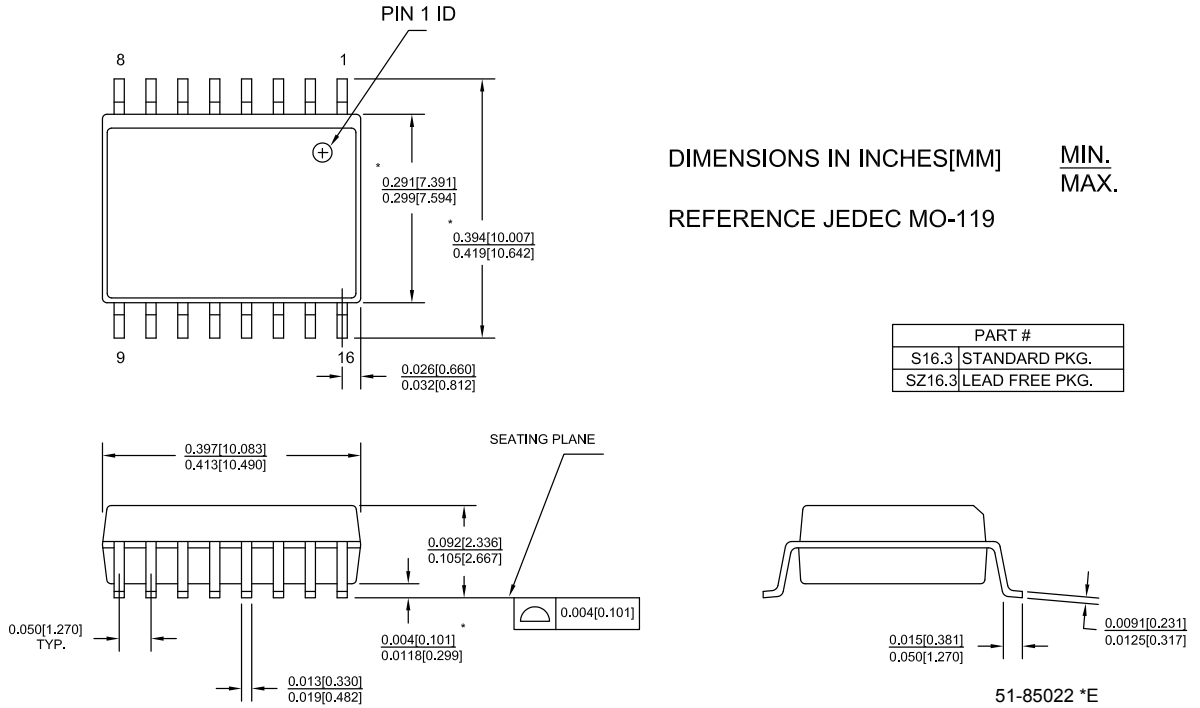 PIN 1 ID
8
1
*
0.291[7.391]
0.299[7.594]
*
0.394[10.007]
0.419[10.642]
DIMENSIONS IN INCHES[MM]
MIN.
MAX.
REFERENCE JEDEC MO-119
9
16
0.026[0.660]
0.032[0.812]
PART #
S16.3 STANDARD PKG.
SZ16.3 LEAD FREE PKG.
SEATING PLANE
0.397[10.083]
0.413[10.490]
0.092[2.336]
0.105[2.667]
0.004[0.101]
0.050[1.270]
TYP.
*
0.004[0.101]
0.0118[0.299]
0.013[0.330]
0.019[0.482]
0.015[0.381]
0.050[1.270]
0.0091[0.231]
0.0125[0.317]
51-85022 *E